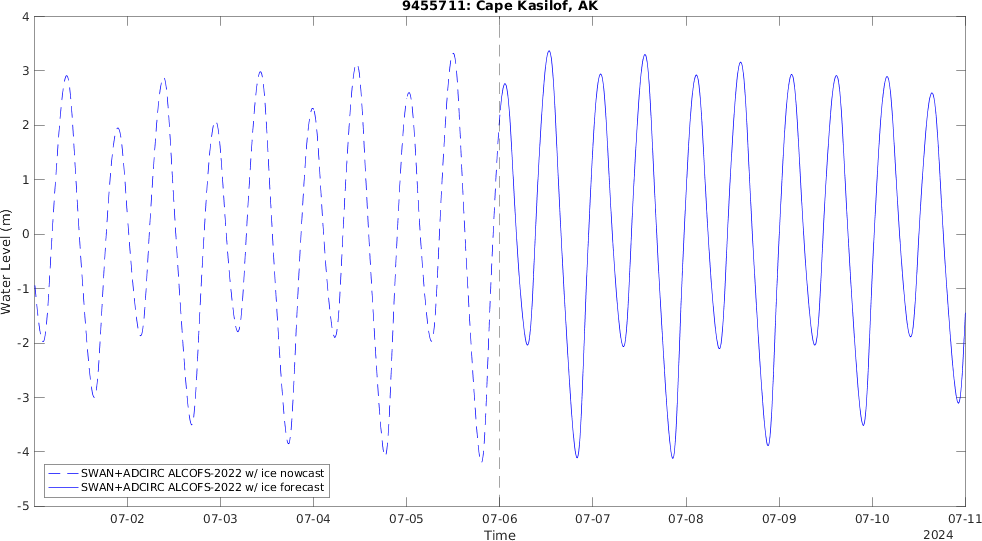 9455711: Cape Kasilof, AK
4
3
2
1
0
-1
-2
-3
-4
-5
Water Level (m)
SWAN+ADCIRC ALCOFS-2022 w/ ice nowcast
SWAN+ADCIRC ALCOFS-2022 w/ ice forecast
07-02 07-03 07-04 07-05 07-06 07-07 07-08 07-09 07-10 07-11
Time
2024